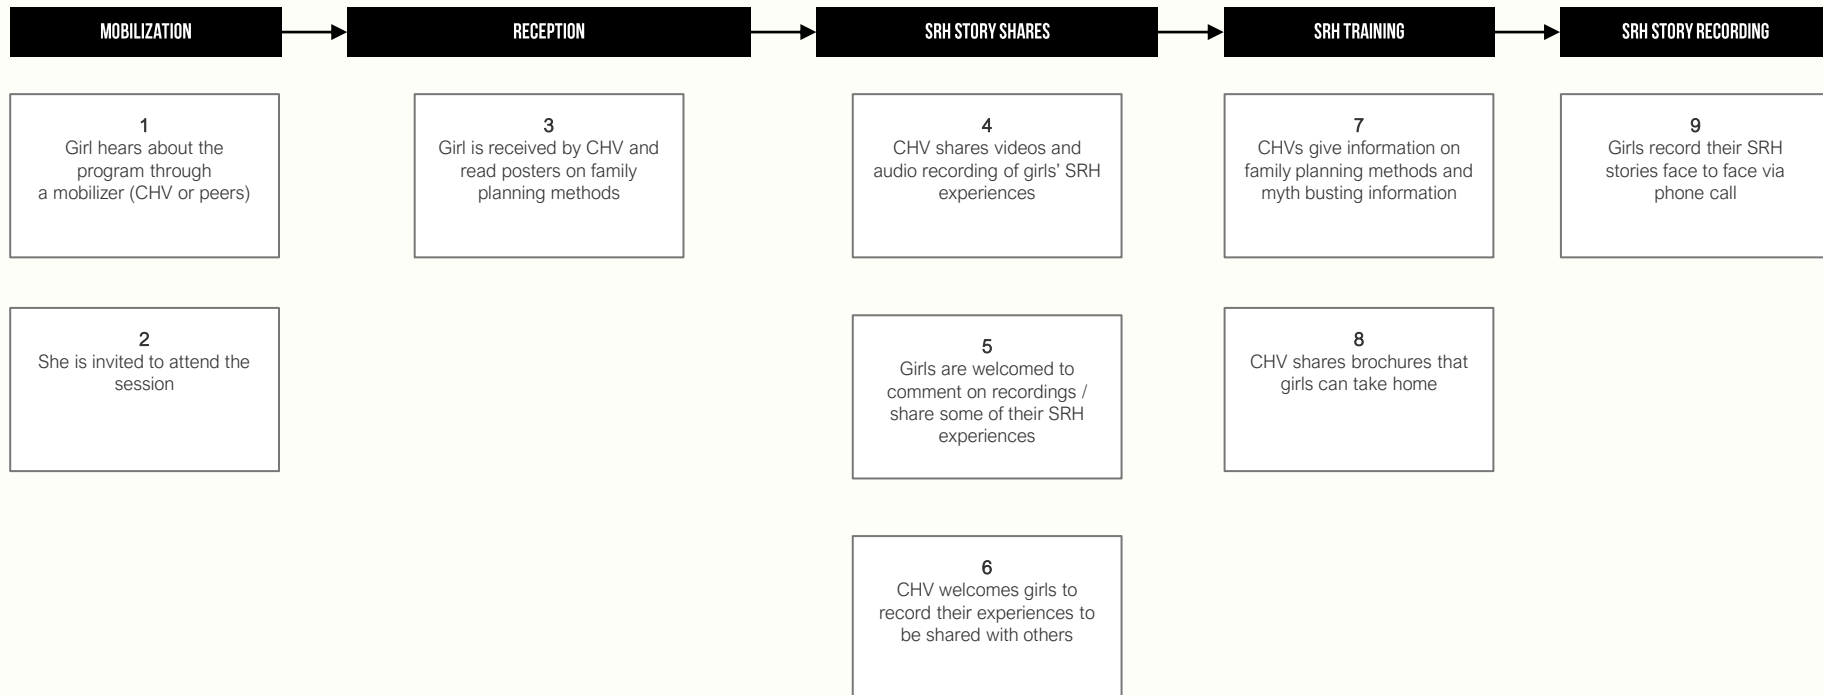 MOBILIZATION
RECEPTION
SRH STORY SHARES
SRH TRAINING
SRH STORY RECORDING
1
Girl hears about the
program through
a mobilizer (CHV or peers)
2
She is invited to attend the
session
3
Girl is received by CHV and
read posters on family
planning methods
4
CHV shares videos and
audio recording of girls' SRH
experiences
5
Girls are welcomed to
comment on recordings /
share some of their SRH
experiences
6
CHV welcomes girls to
record their experiences to
be shared with others
7
CHVs give information on
family planning methods and
myth busting information
8
CHV shares brochures that
girls can take home
9
Girls record their SRH
stories face to face via
phone call